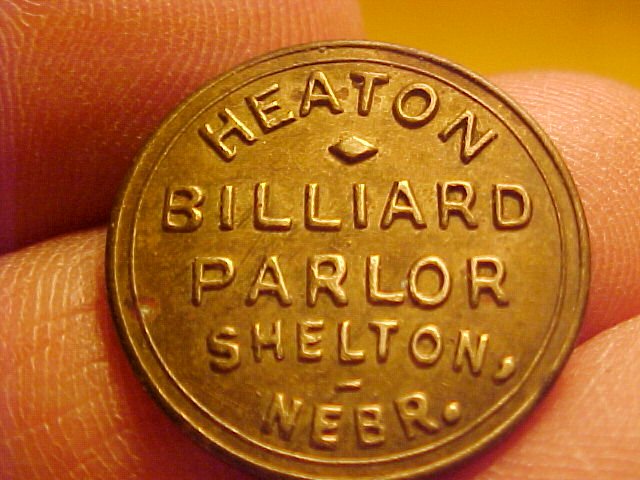 HEATON
BILLIARD
PARLOR
SHELTON,
NEBR.